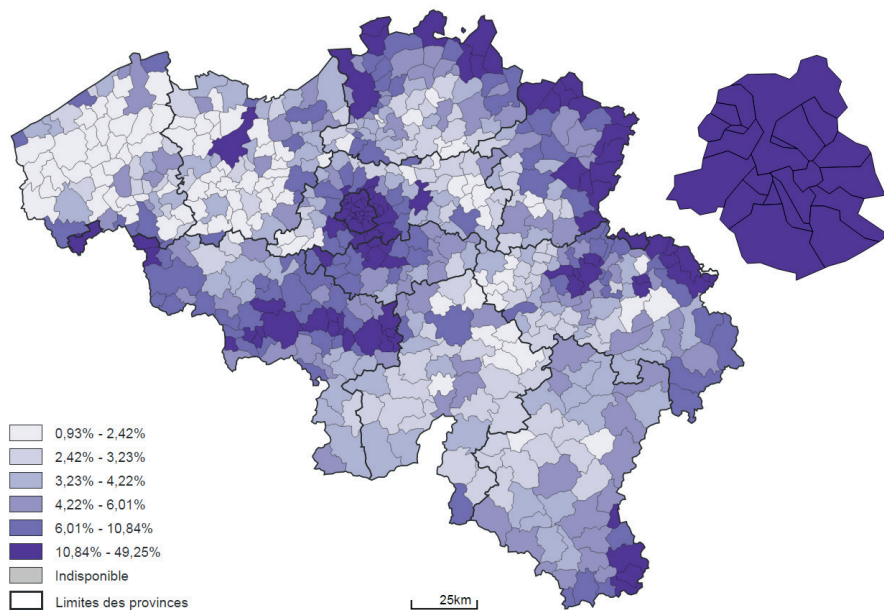 0,93% - 2,42%
2,42% - 3,23%
3,23% - 4,22%
4,22% - 6,01%
6,01% - 10,84%
10,84% - 49,25%
Indisponible
Limites des provinces
25km